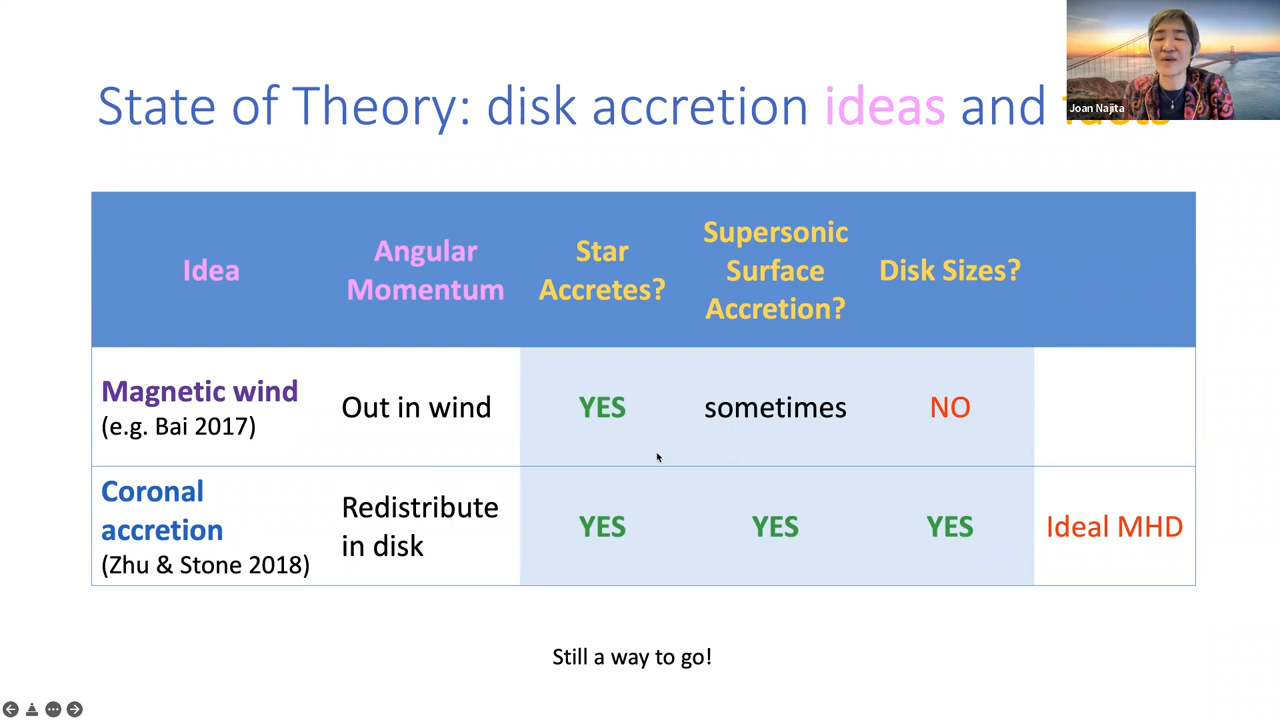 Joan Najita
State of Theory: disk accretion ideas and
Idea
Angular
Momentum
Star
Accretes?
Supersonic
Surface
Accretion?
Disk Sizes?
Magnetic wind
(e.g. Bai 2017)
Out in wind
YES
sometimes
NO
Coronal
accretion
(Zhu & Stone 2018)
Redistribute
in disk
YES
YES
YES
Ideal MHD
Still a way to go!